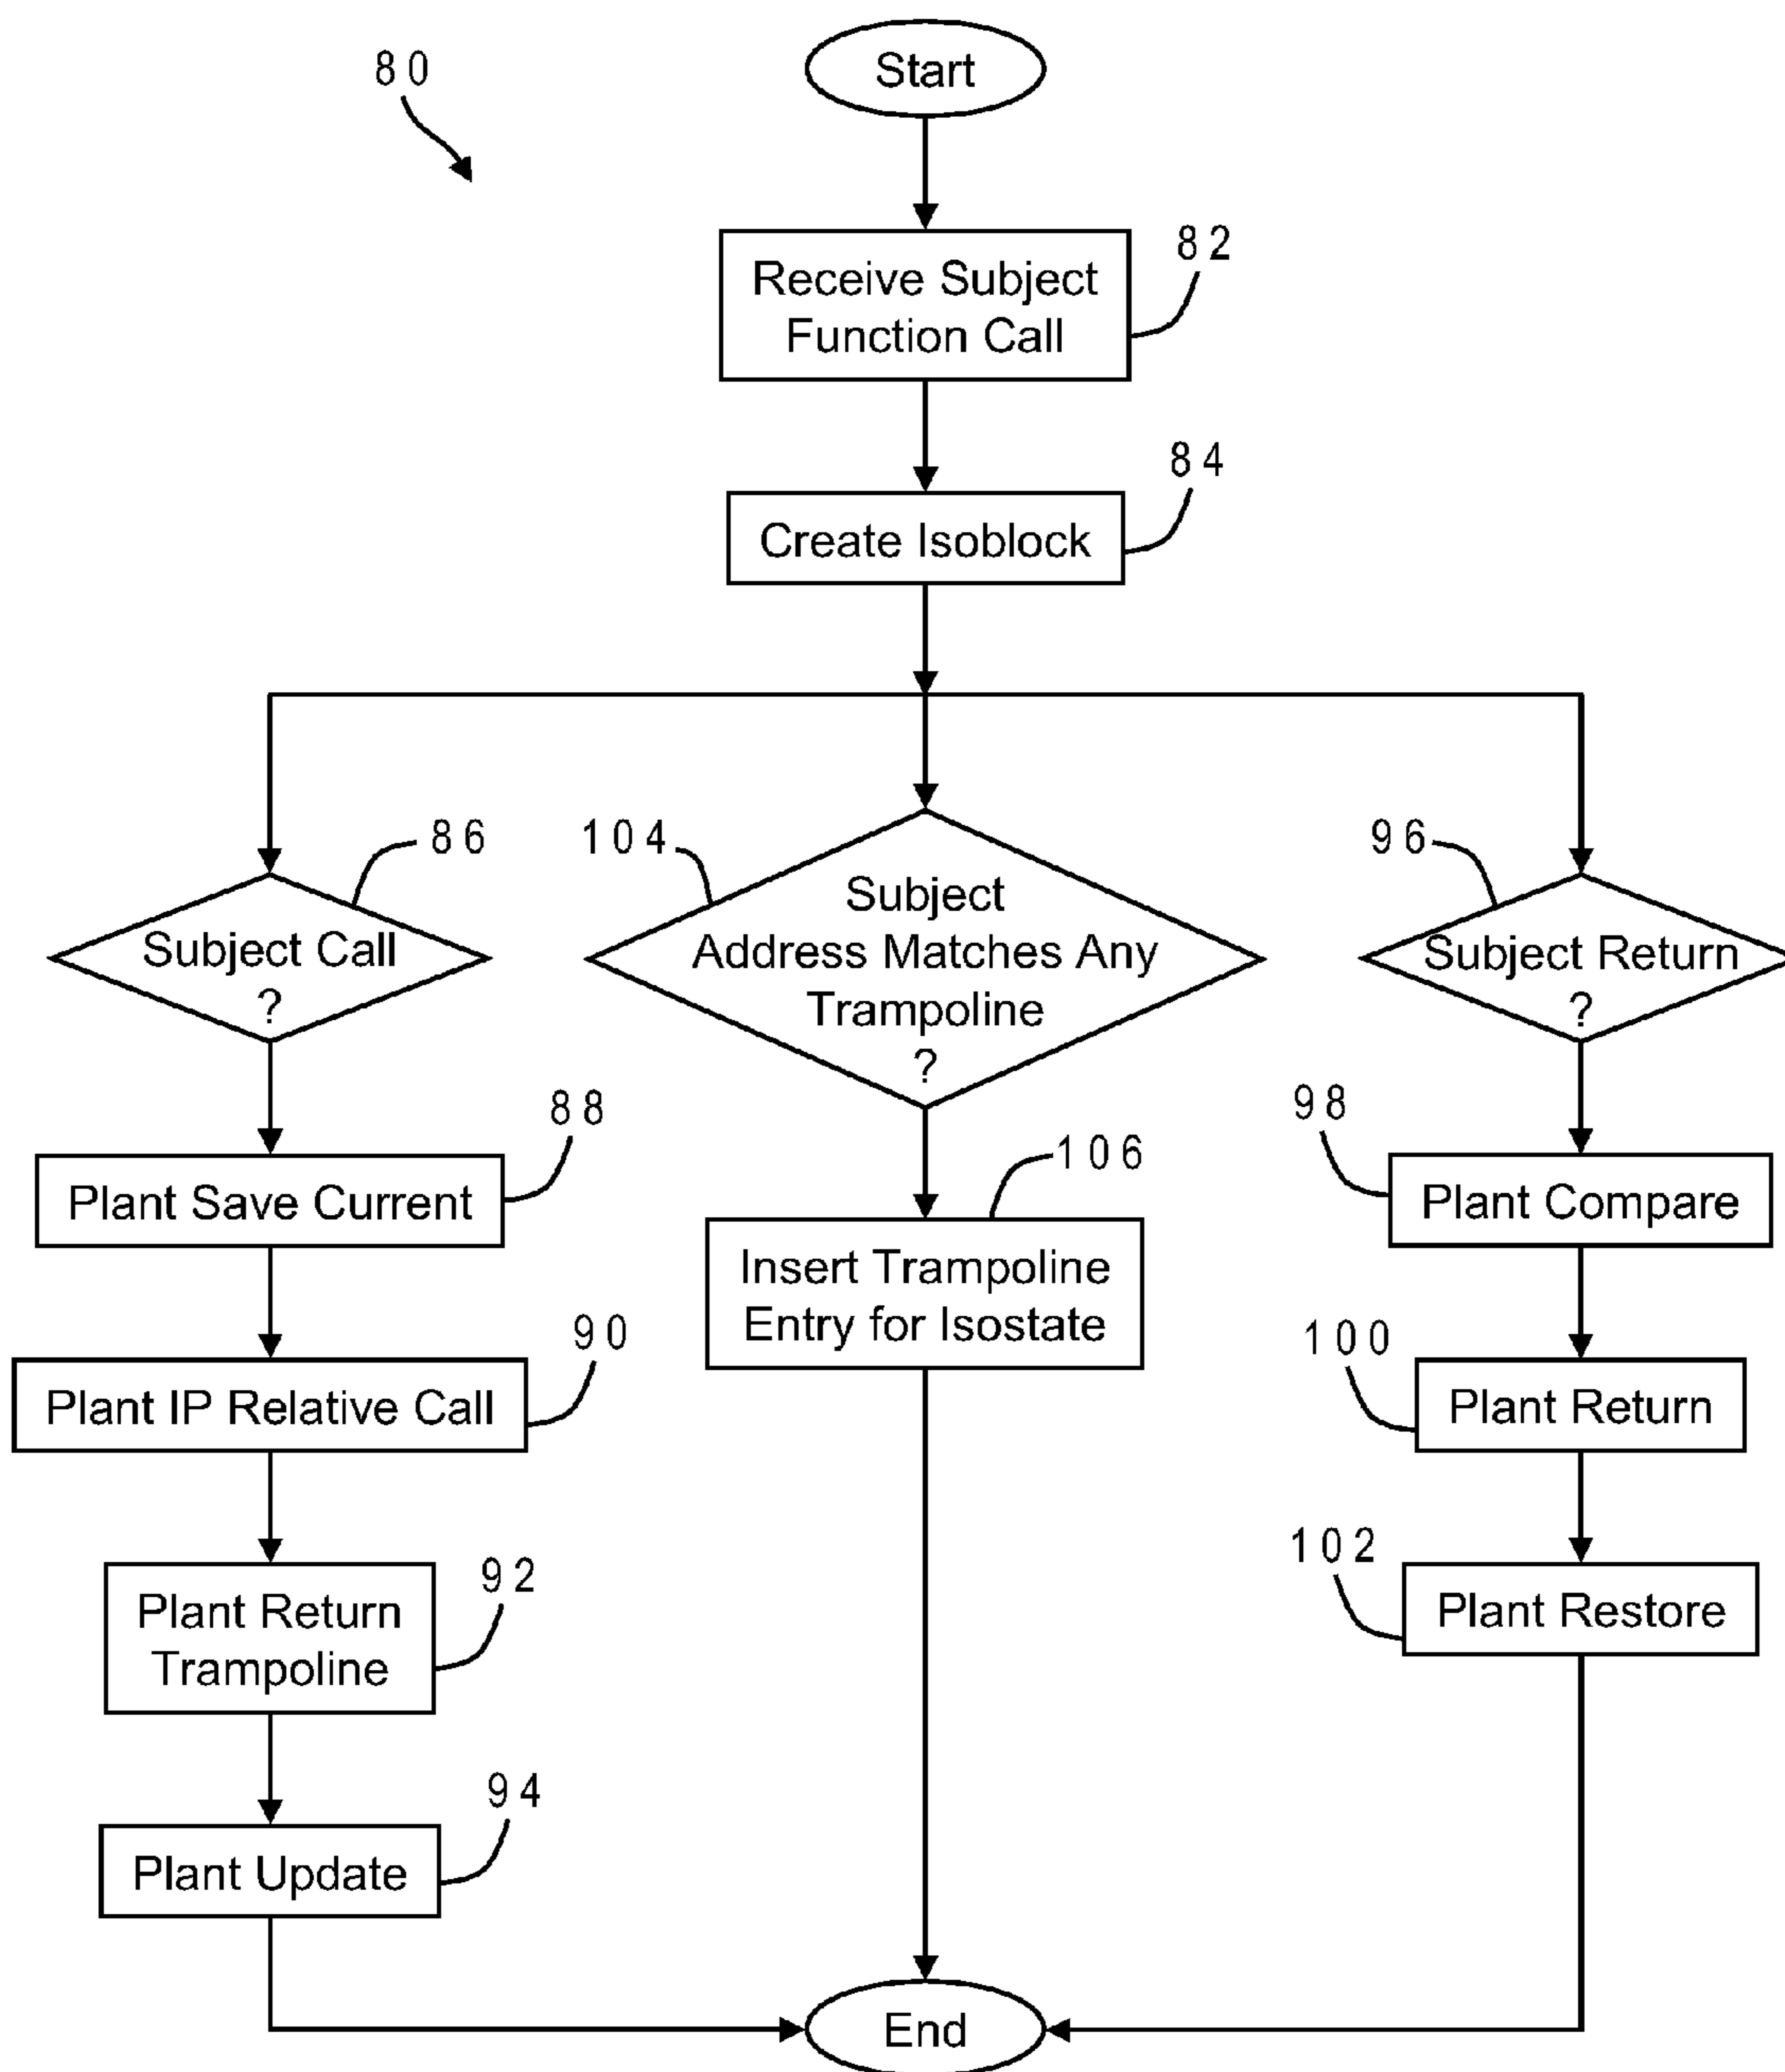 80
Start
82
Receive Subject
Function Call
84
Create Isoblock
86
Subject Call
?
104
Subject
Address Matches Any
Trampoline
?
96
Subject Return
?
88
Plant Save Current
106
Insert Trampoline
Entry for Isostate
98
Plant Compare
90
Plant IP Relative Call
100
Plant Return
92
Plant Return
Trampoline
102
Plant Restore
94
Plant Update
End